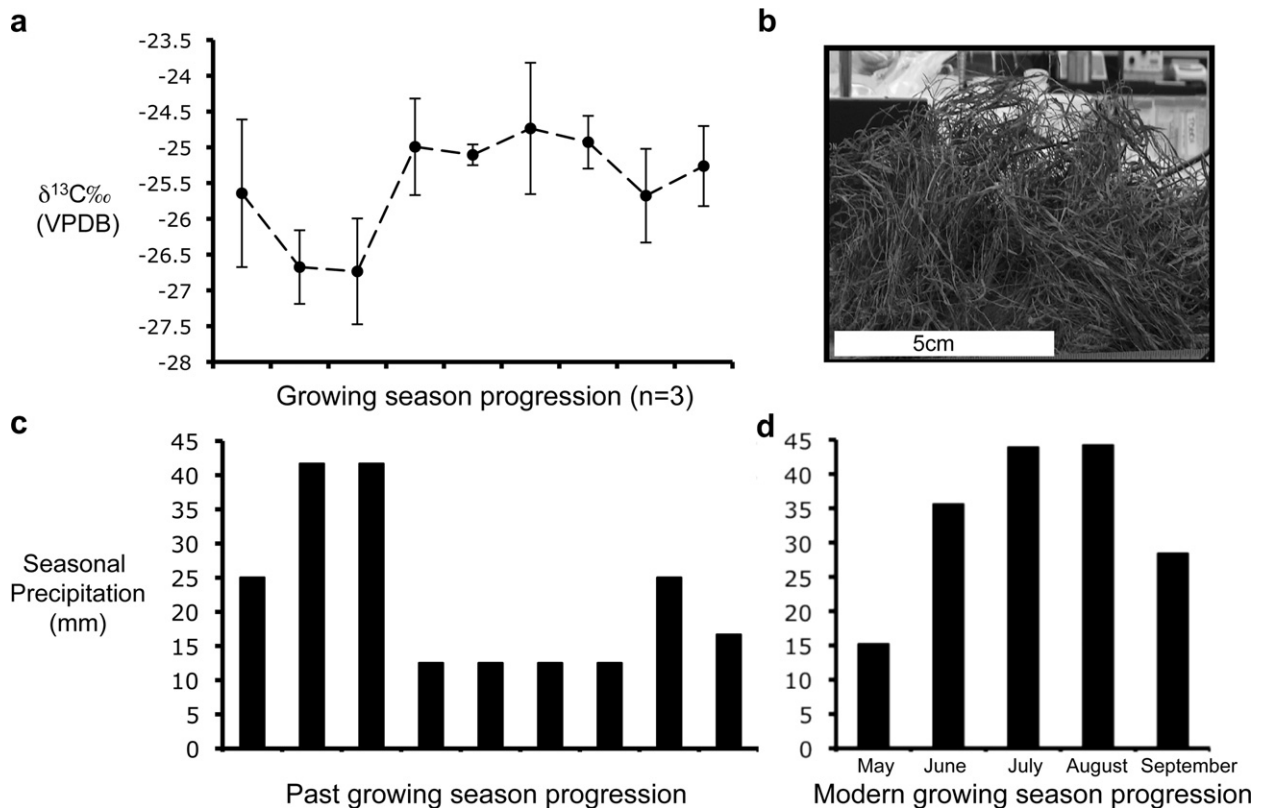 a
-23.5
-24
-24.5
-25
-25.5
-26
-26.5
-27
-27.5
-28
δ¹³C‰
(VPDB)
Growing season progression (n=3)
b
5cm
c
45
40
35
30
25
20
15
10
5
0
Seasonal
Precipitation
(mm)
Past growing season progression
d
45
40
35
30
25
20
15
10
5
0
May June July August September
Modern growing season progression